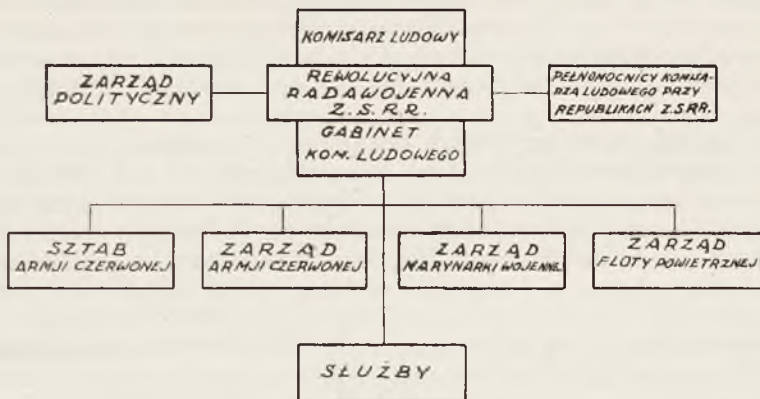 KOMISARZ LUDOWY
ZARZĄD
POLITYCZNY
REWOLUCYJNA
RADA WOJENNA
Z. S. R. R.
PEŁNOMOCNICY KOMISA-
RZA LUDOWEGO PRZY
REPUBLIKACH Z.S.R.R.
GABINET
KOM. LUDOWEGO
SZTAB
ARMJI CZERWONEJ
ZARZĄD
ARMJI CZERWONEJ
ZARZĄD
MARYNARKI WOJENNEJ
ZARZĄD
FLOTY POWIETRZNEJ
SŁUŻBY